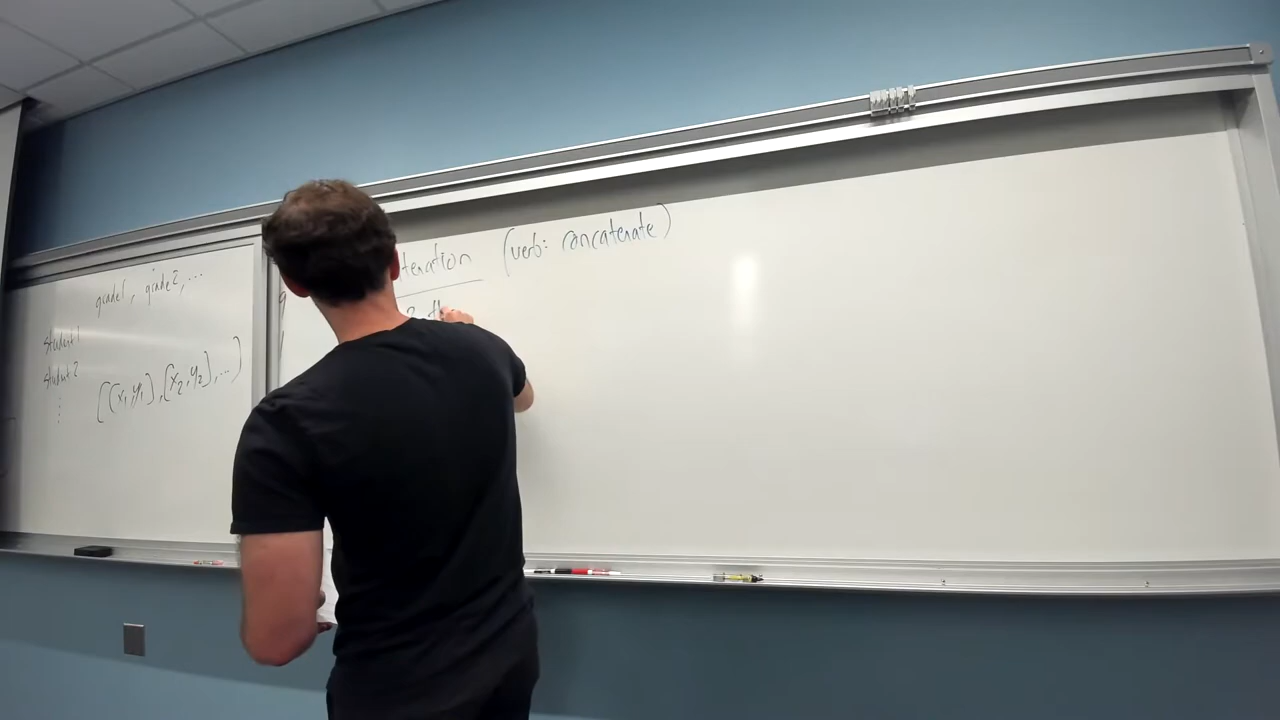 grade1, grade2, ...
student1
student2
((x1,y1),(x2,y2),...)
tenation (verb: concatenate)